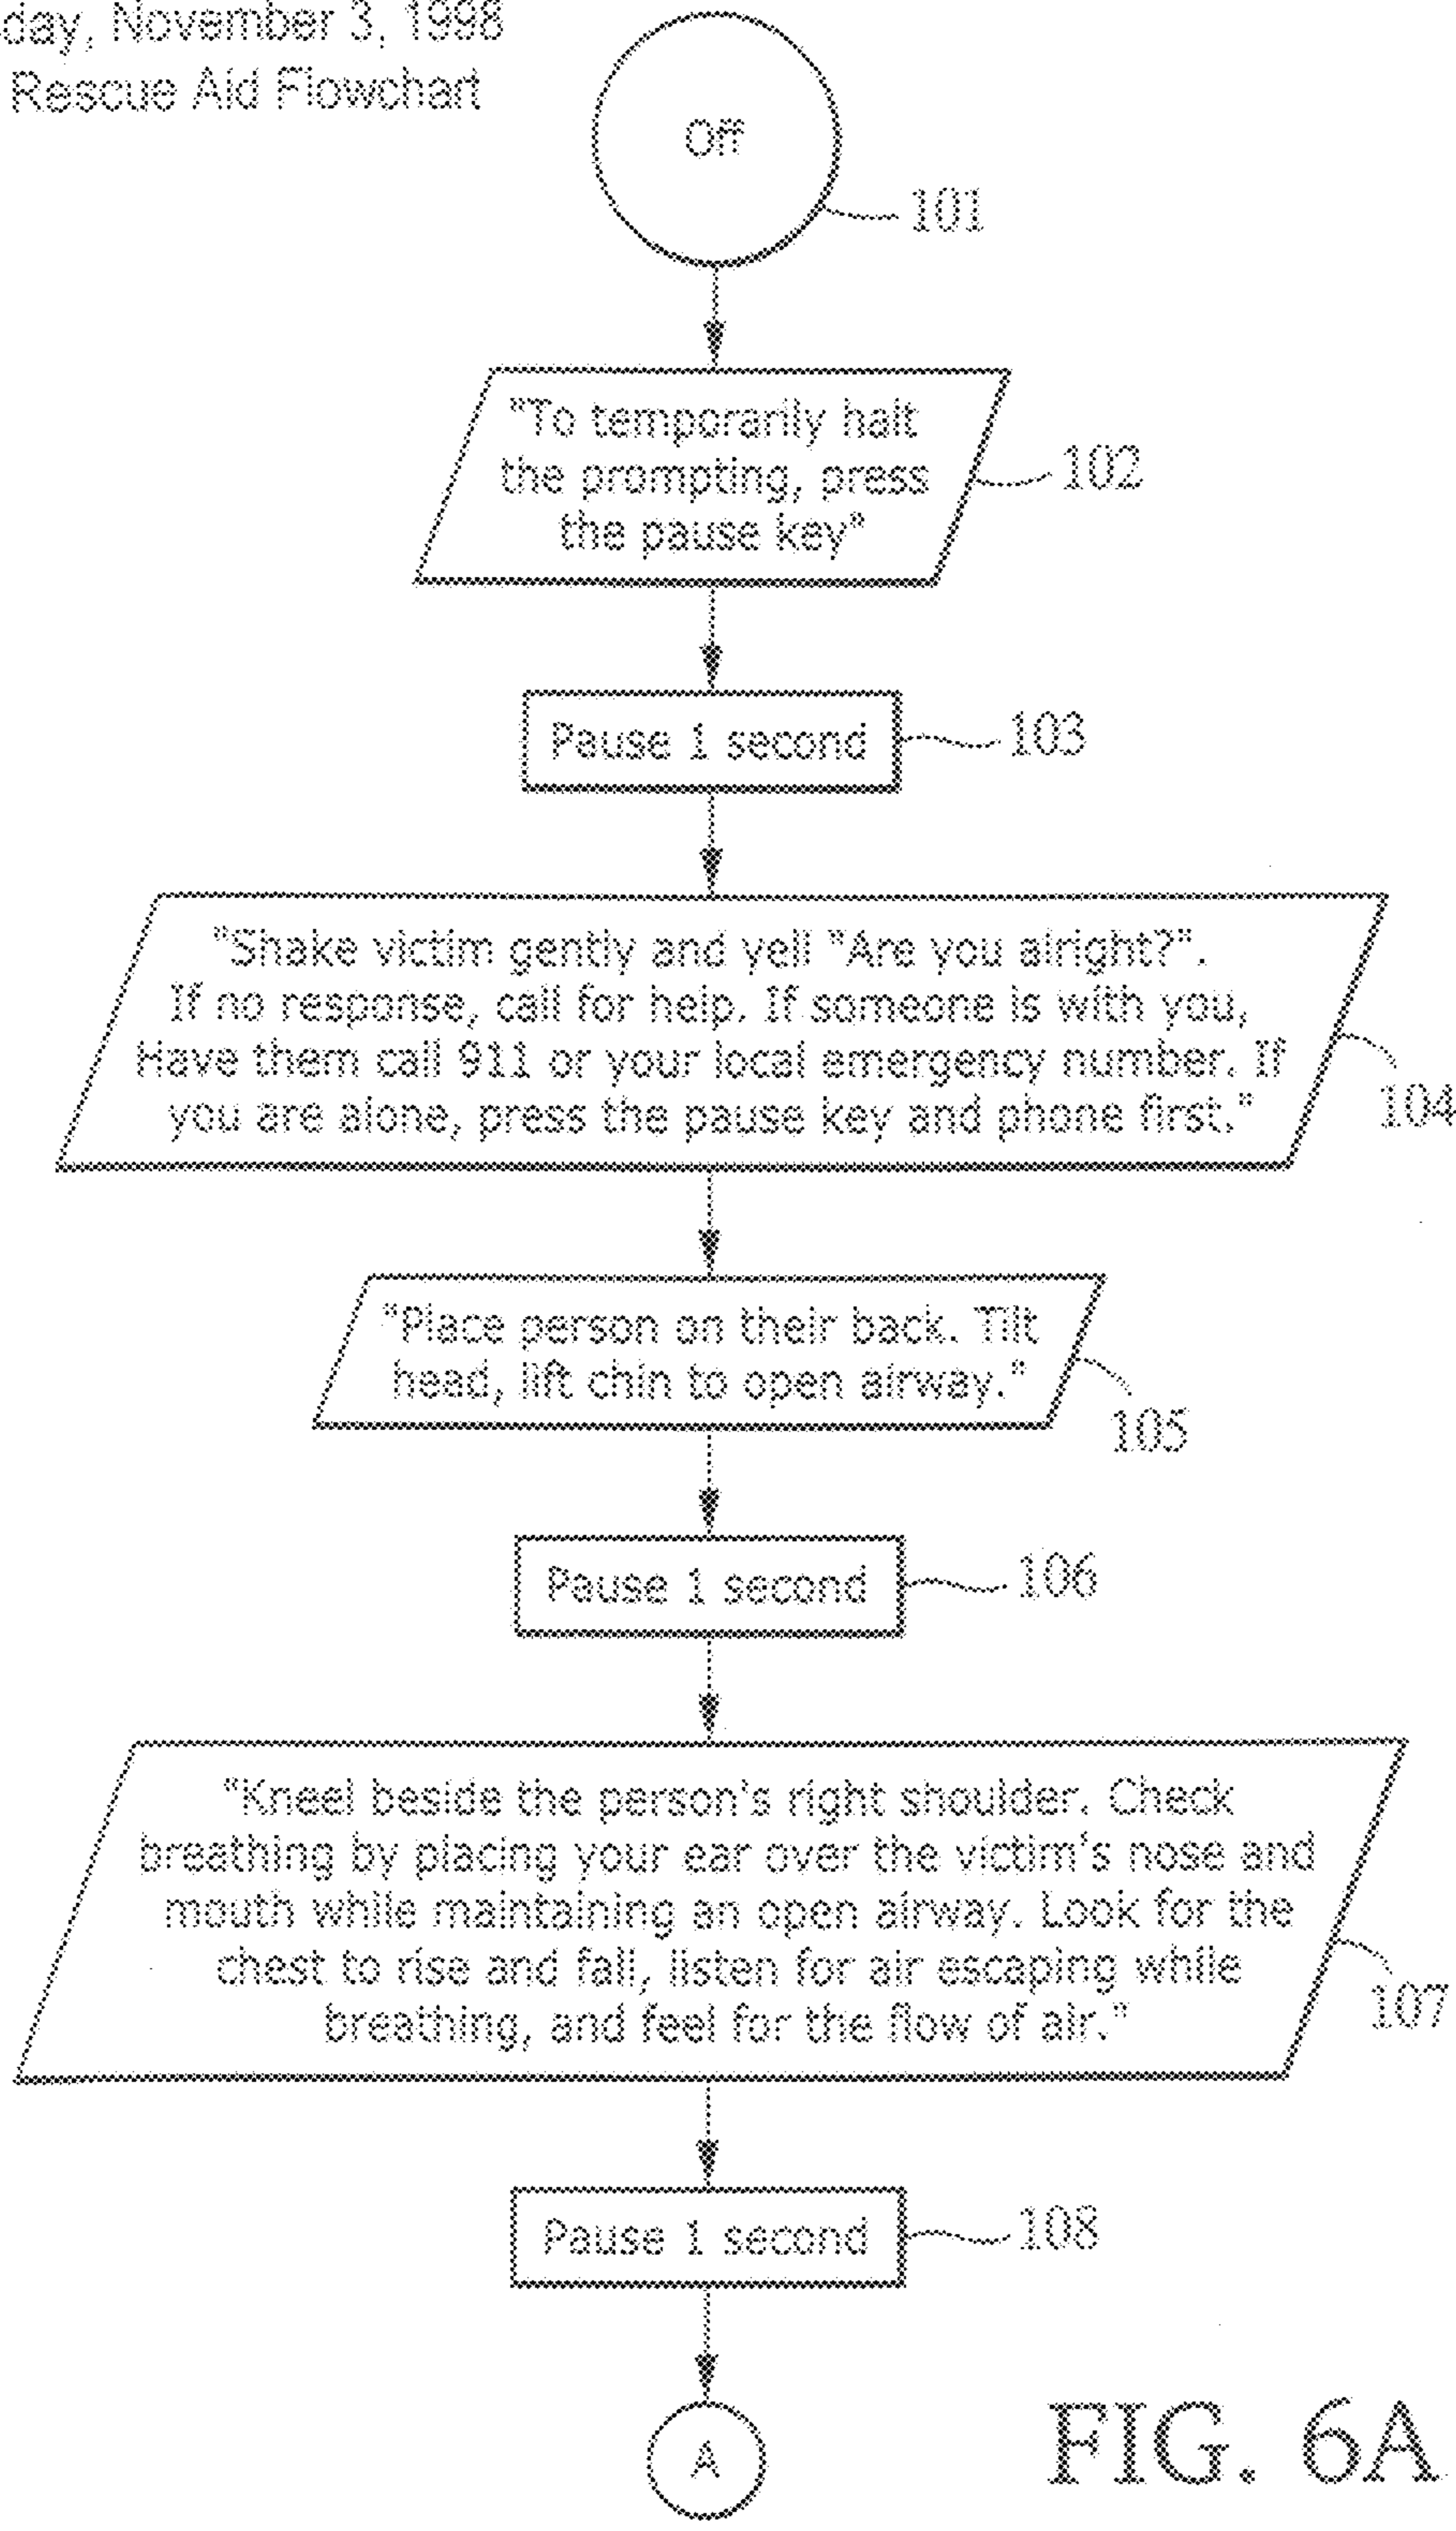 day, November 3, 1998
Rescue Aid Flowchart
Off
101
"To temporarily halt
the prompting, press
the pause key"
102
Pause 1 second
103
"Shake victim gently and yell "Are you alright?".
If no response, call for help. If someone is with you,
Have them call 911 or your local emergency number. If
you are alone, press the pause key and phone first."
104
"Place person on their back. Tilt
head, lift chin to open airway."
105
Pause 1 second
106
"Kneel beside the person's right shoulder. Check
breathing by placing your ear over the victim's nose and
mouth while maintaining an open airway. Look for the
chest to rise and fall, listen for air escaping while
breathing, and feel for the flow of air."
107
Pause 1 second
108
A
FIG. 6A